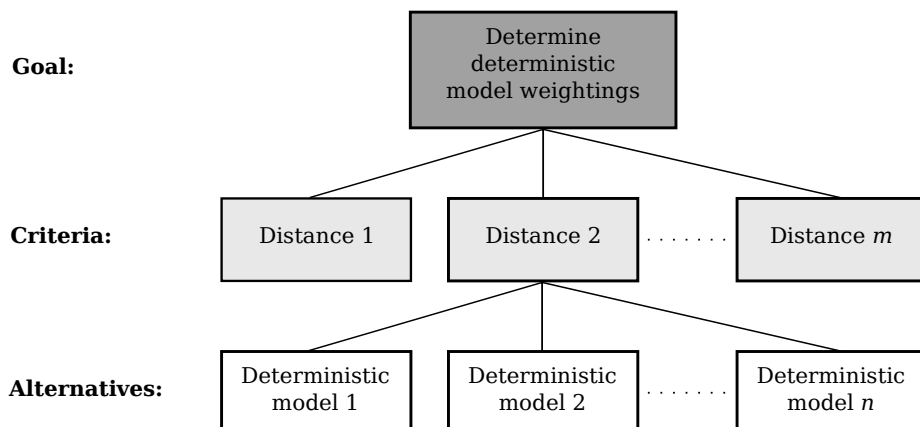 Goal:
Determine
deterministic
model weightings
Criteria:
Distance 1
Distance 2
. . . . . . .
Distance m
Alternatives:
Deterministic
model 1
Deterministic
model 2
. . . . . . .
Deterministic
model n